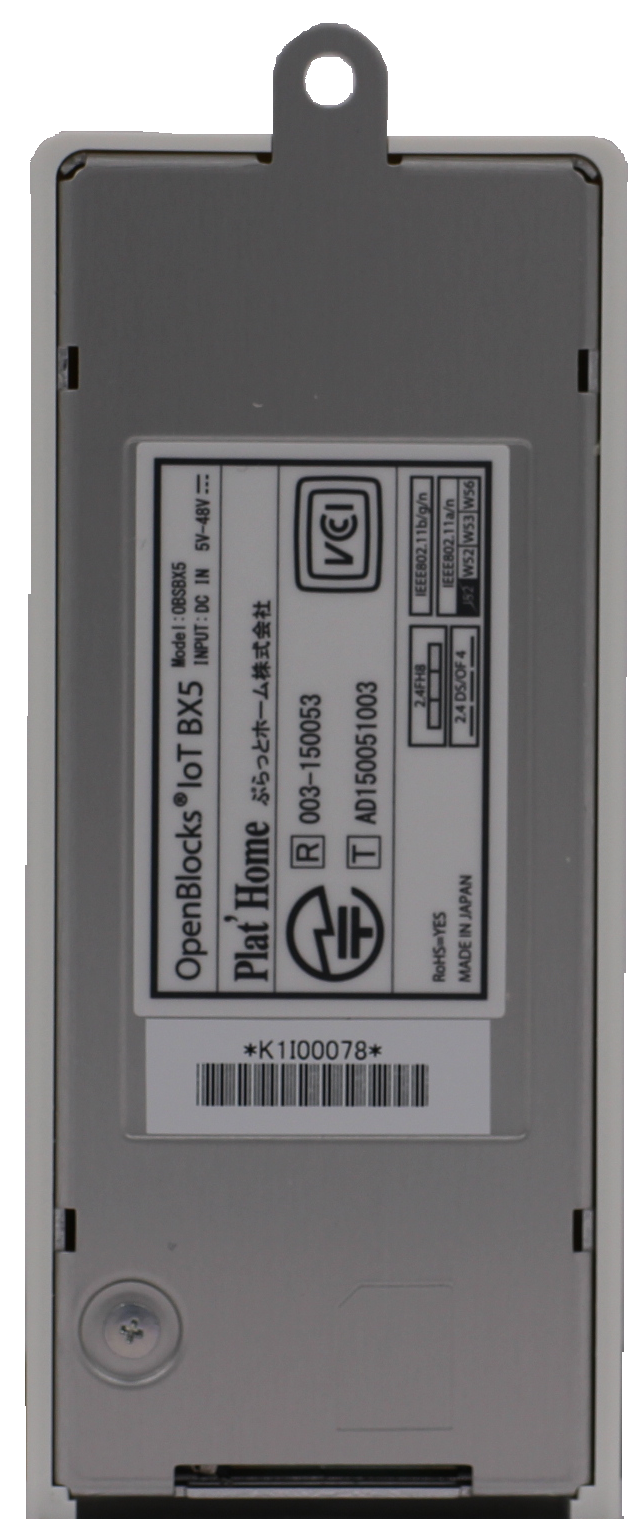 OpenBlocks®IoT BX5
Model:OBSBX5
INPUT:DC IN 5V-48V
Plat'Home ぷらっとホーム株式会社
R 003-150053
T AD150051003
VCI
RoHS=YES
MADE IN JAPAN
2.4FH8
2.4 DS/OF 4
IEEE802.11b/g/n
IEEE802.11a/n
J52 W52 W53 W56
*K1I00078*